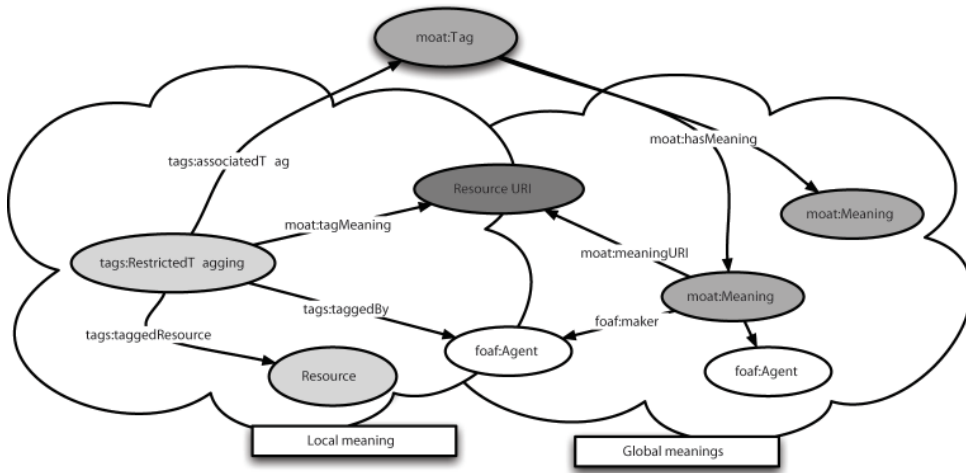 moat:Tag
moat:hasMeaning
tags:associatedT ag
Resource URI
moat:Meaning
moat:tagMeaning
moat:meaningURI
tags:RestrictedT agging
moat:Meaning
tags:taggedBy
foaf:maker
tags:taggedResource
foaf:Agent
foaf:Agent
Resource
Local meaning
Global meanings